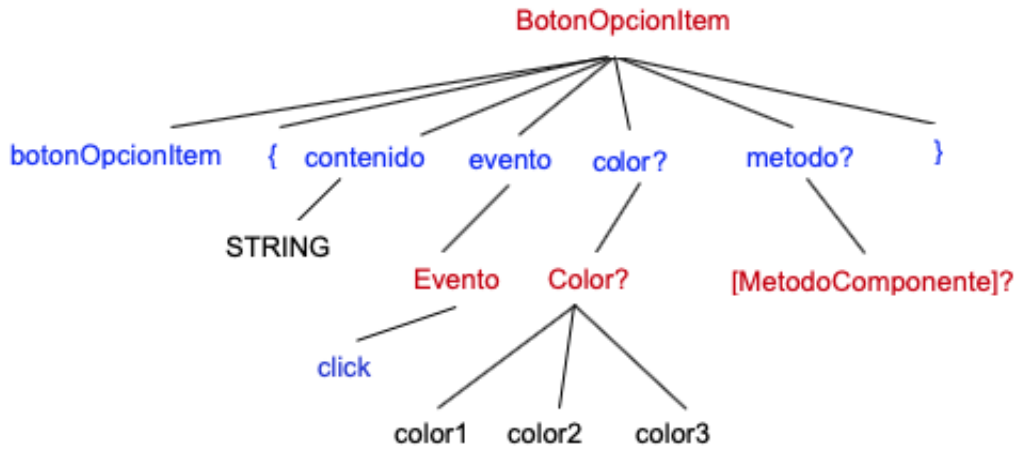 BotonOpcionItem
botonOpcionItem { contenido evento color? metodo? }
STRING
Evento Color? [MetodoComponente]?
click
color1 color2 color3